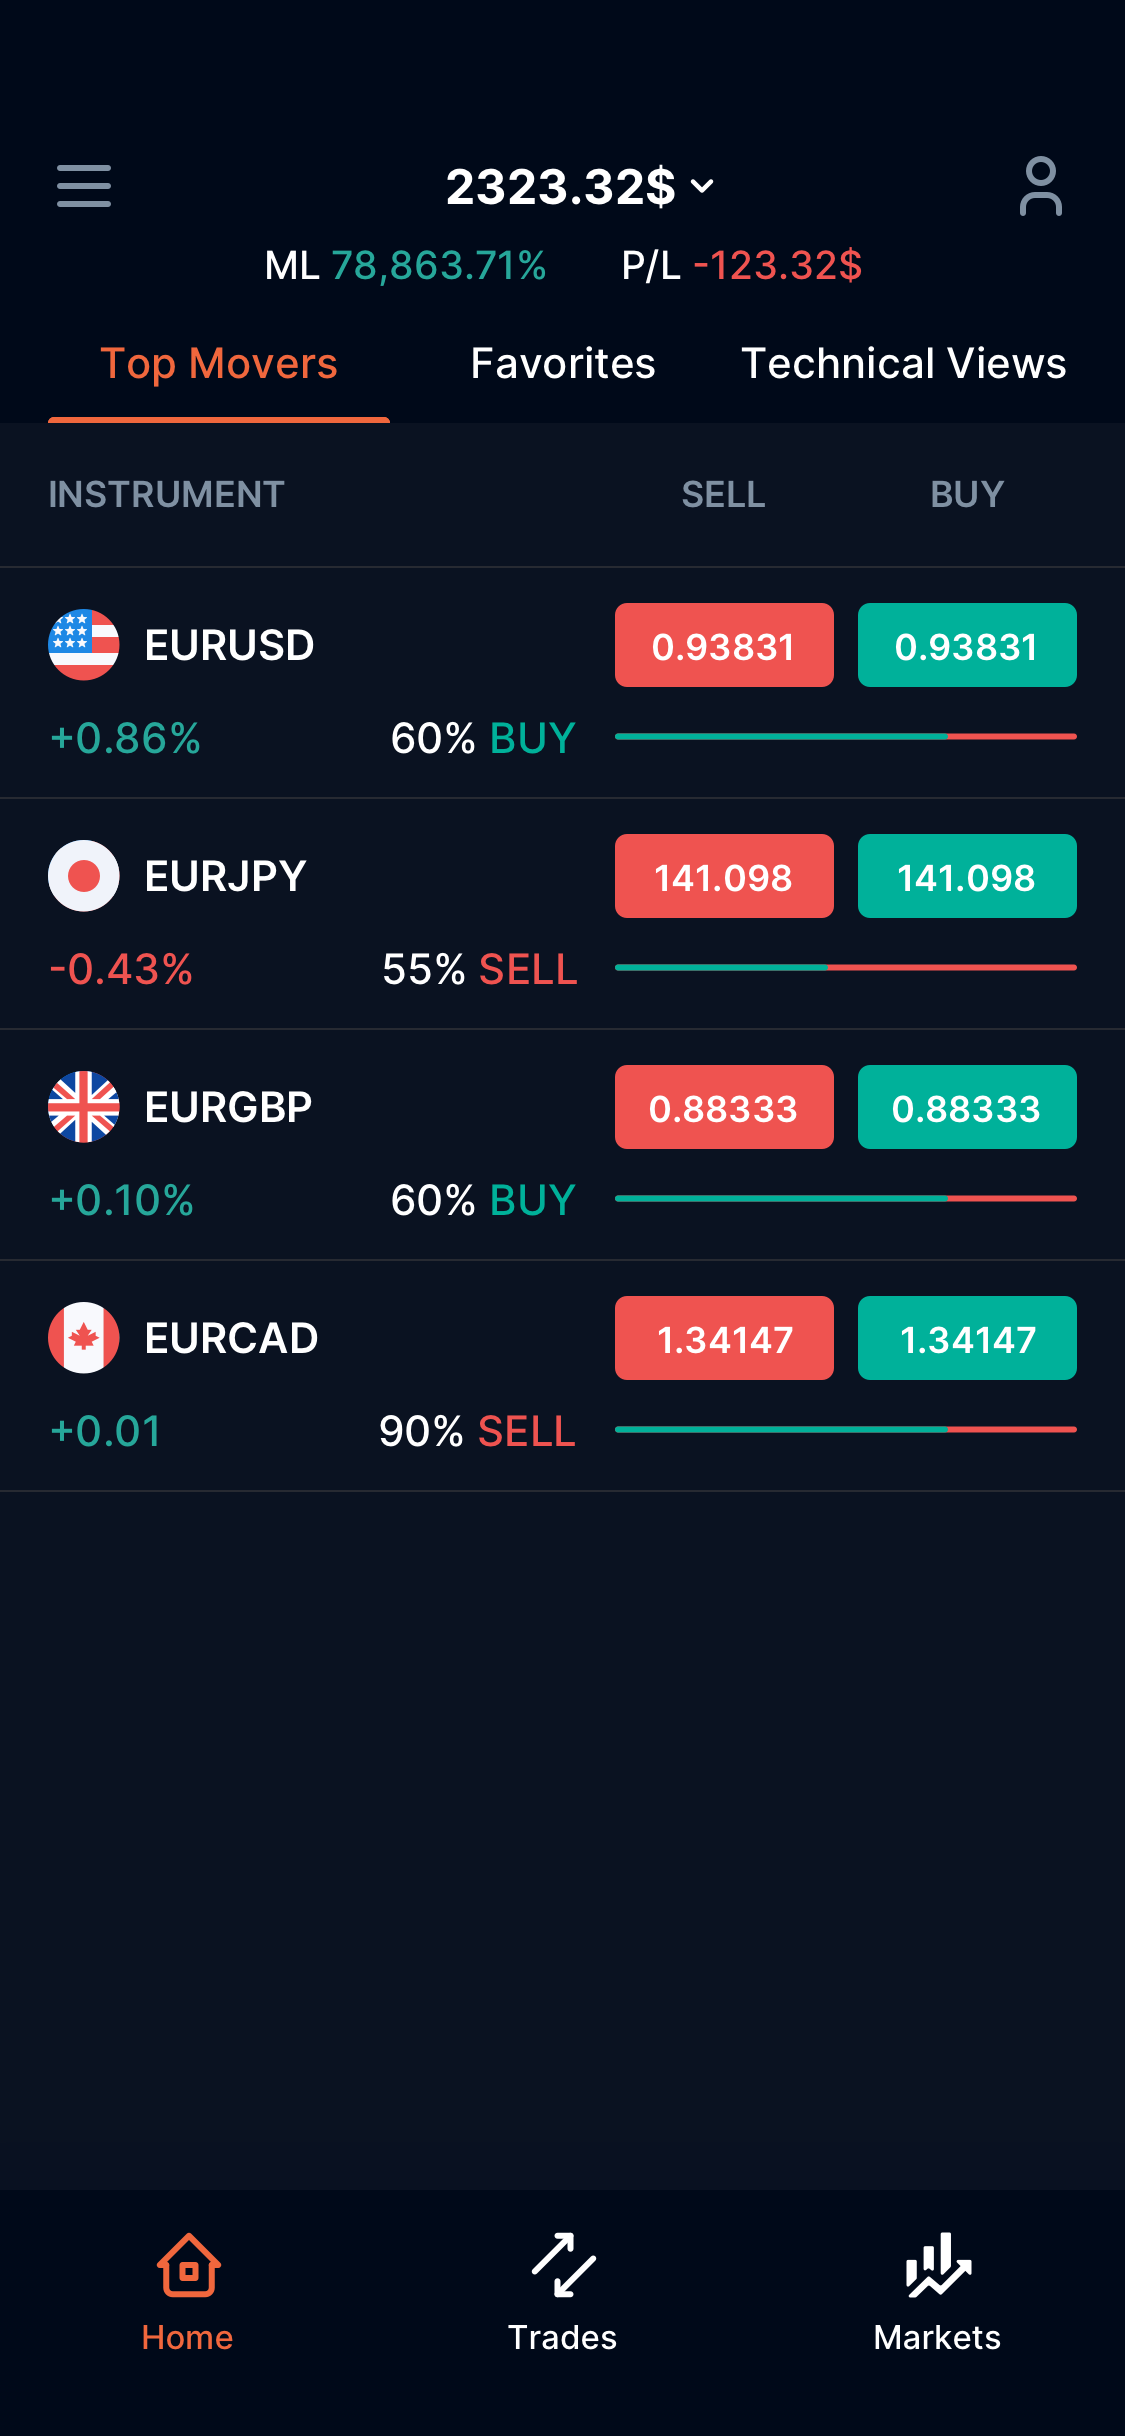 2323.32$
ML 78,863.71% P/L -123.32$
Top Movers Favorites Technical Views
INSTRUMENT SELL BUY
EURUSD 0.93831 0.93831
+0.86% 60% BUY
EURJPY 141.098 141.098
-0.43% 55% SELL
EURGBP 0.88333 0.88333
+0.10% 60% BUY
EURCAD 1.34147 1.34147
+0.01 90% SELL
Home Trades Markets